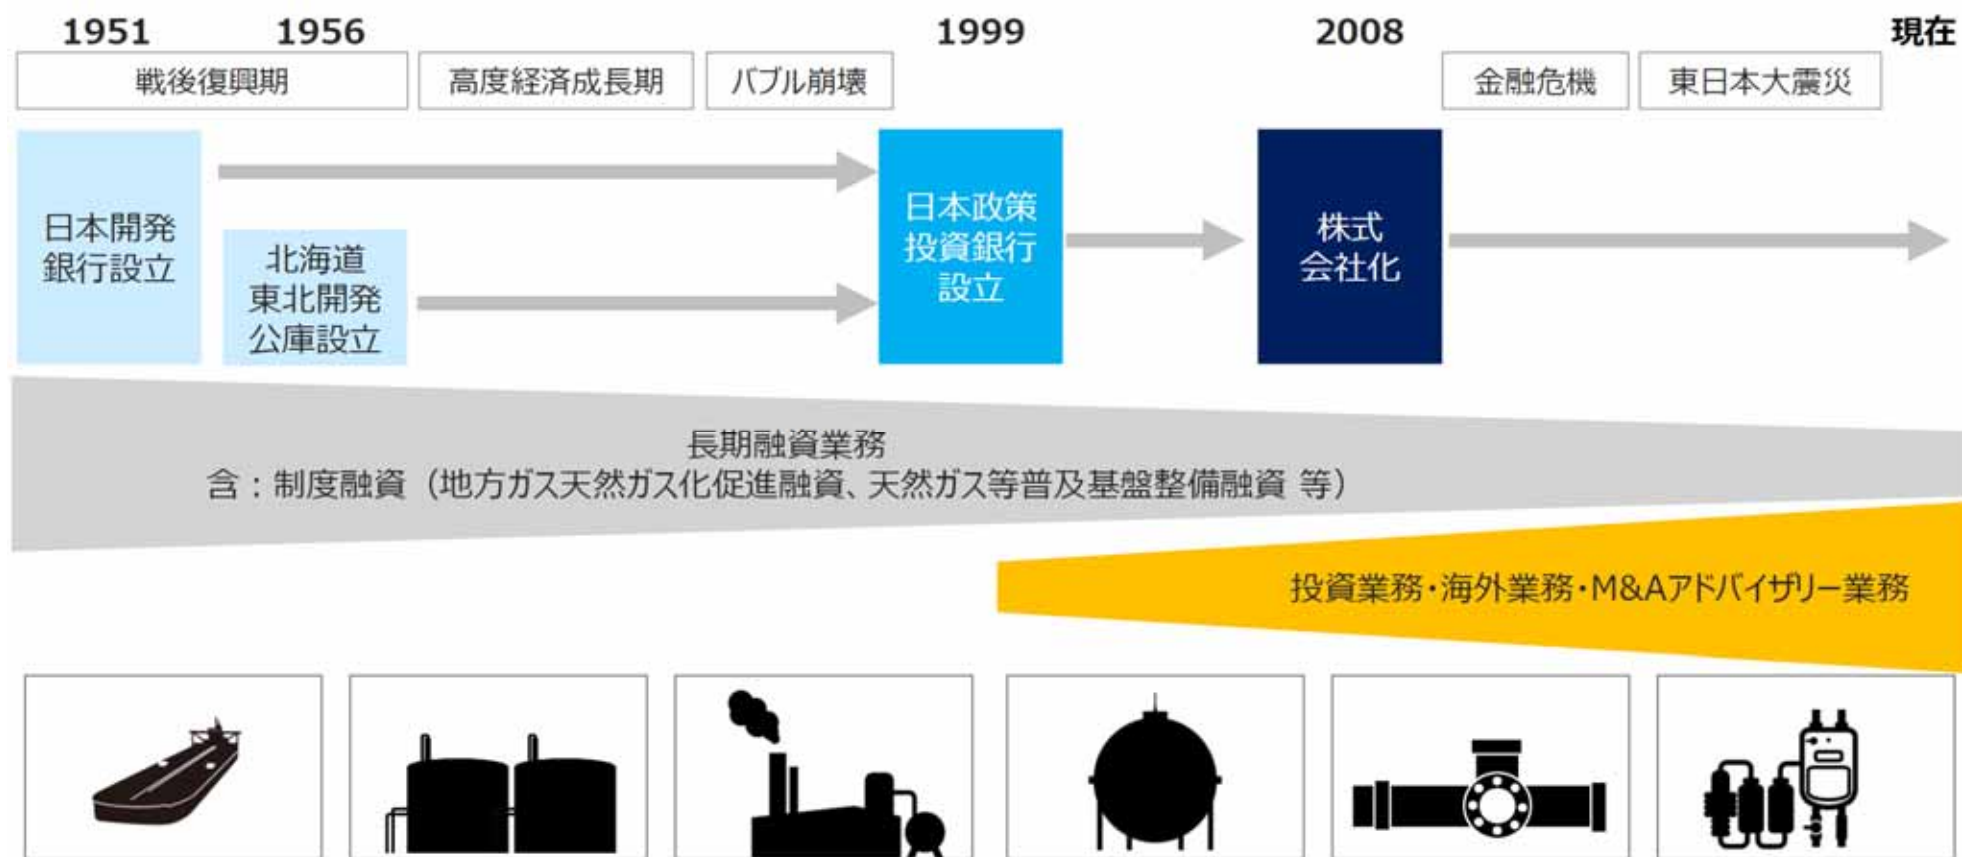 1951
1956
1999
2008
現在
戦後復興期
高度経済成長期
バブル崩壊
金融危機
東日本大震災
日本開発
銀行設立
北海道
東北開発
公庫設立
日本政策
投資銀行
設立
株式
会社化
長期融資業務
含：制度融資（地方ガス天然ガス化促進融資、天然ガス等普及基盤整備融資 等）
投資業務・海外業務・M&Aアドバイザリー業務